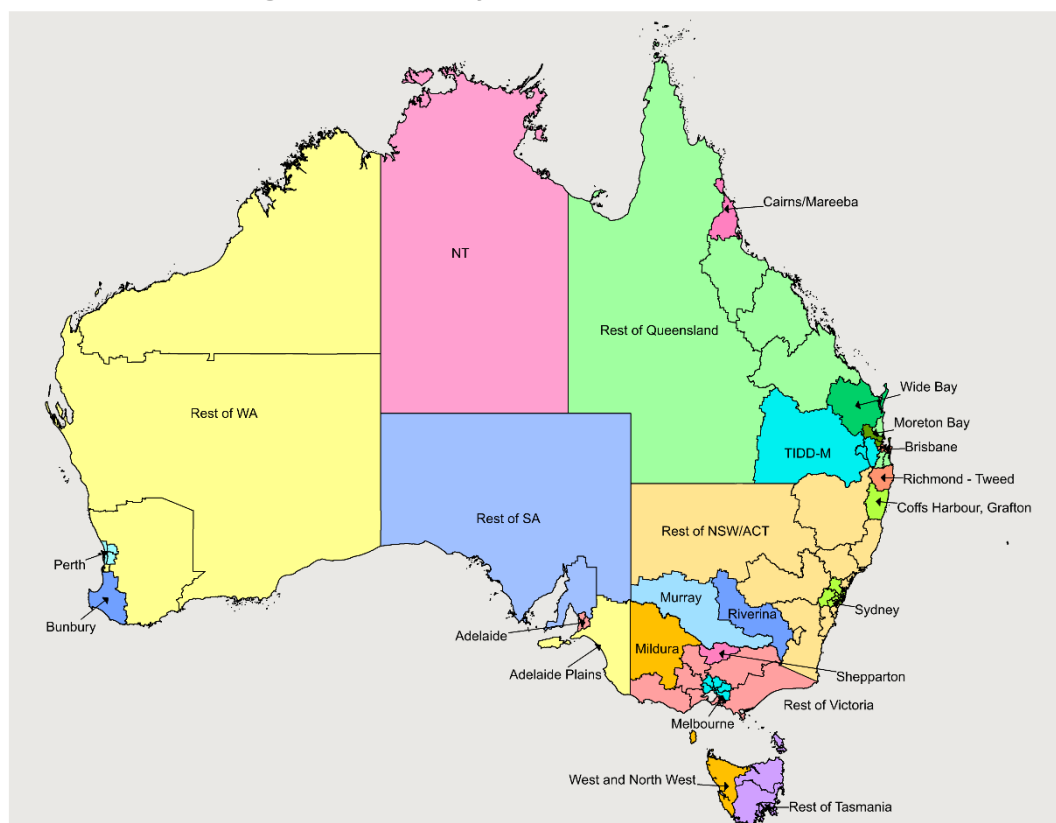 Cairns/Mareeba
NT
Rest of Queensland
Wide Bay
Rest of WA
Moreton Bay
Brisbane
TIDD-M
Richmond - Tweed
Coffs Harbour, Grafton
Rest of SA
Rest of NSW/ACT
Perth
Murray
Riverina
Sydney
Bunbury
Adelaide
Mildura
Adelaide Plains
Shepparton
Rest of Victoria
Melbourne
West and North West
Rest of Tasmania